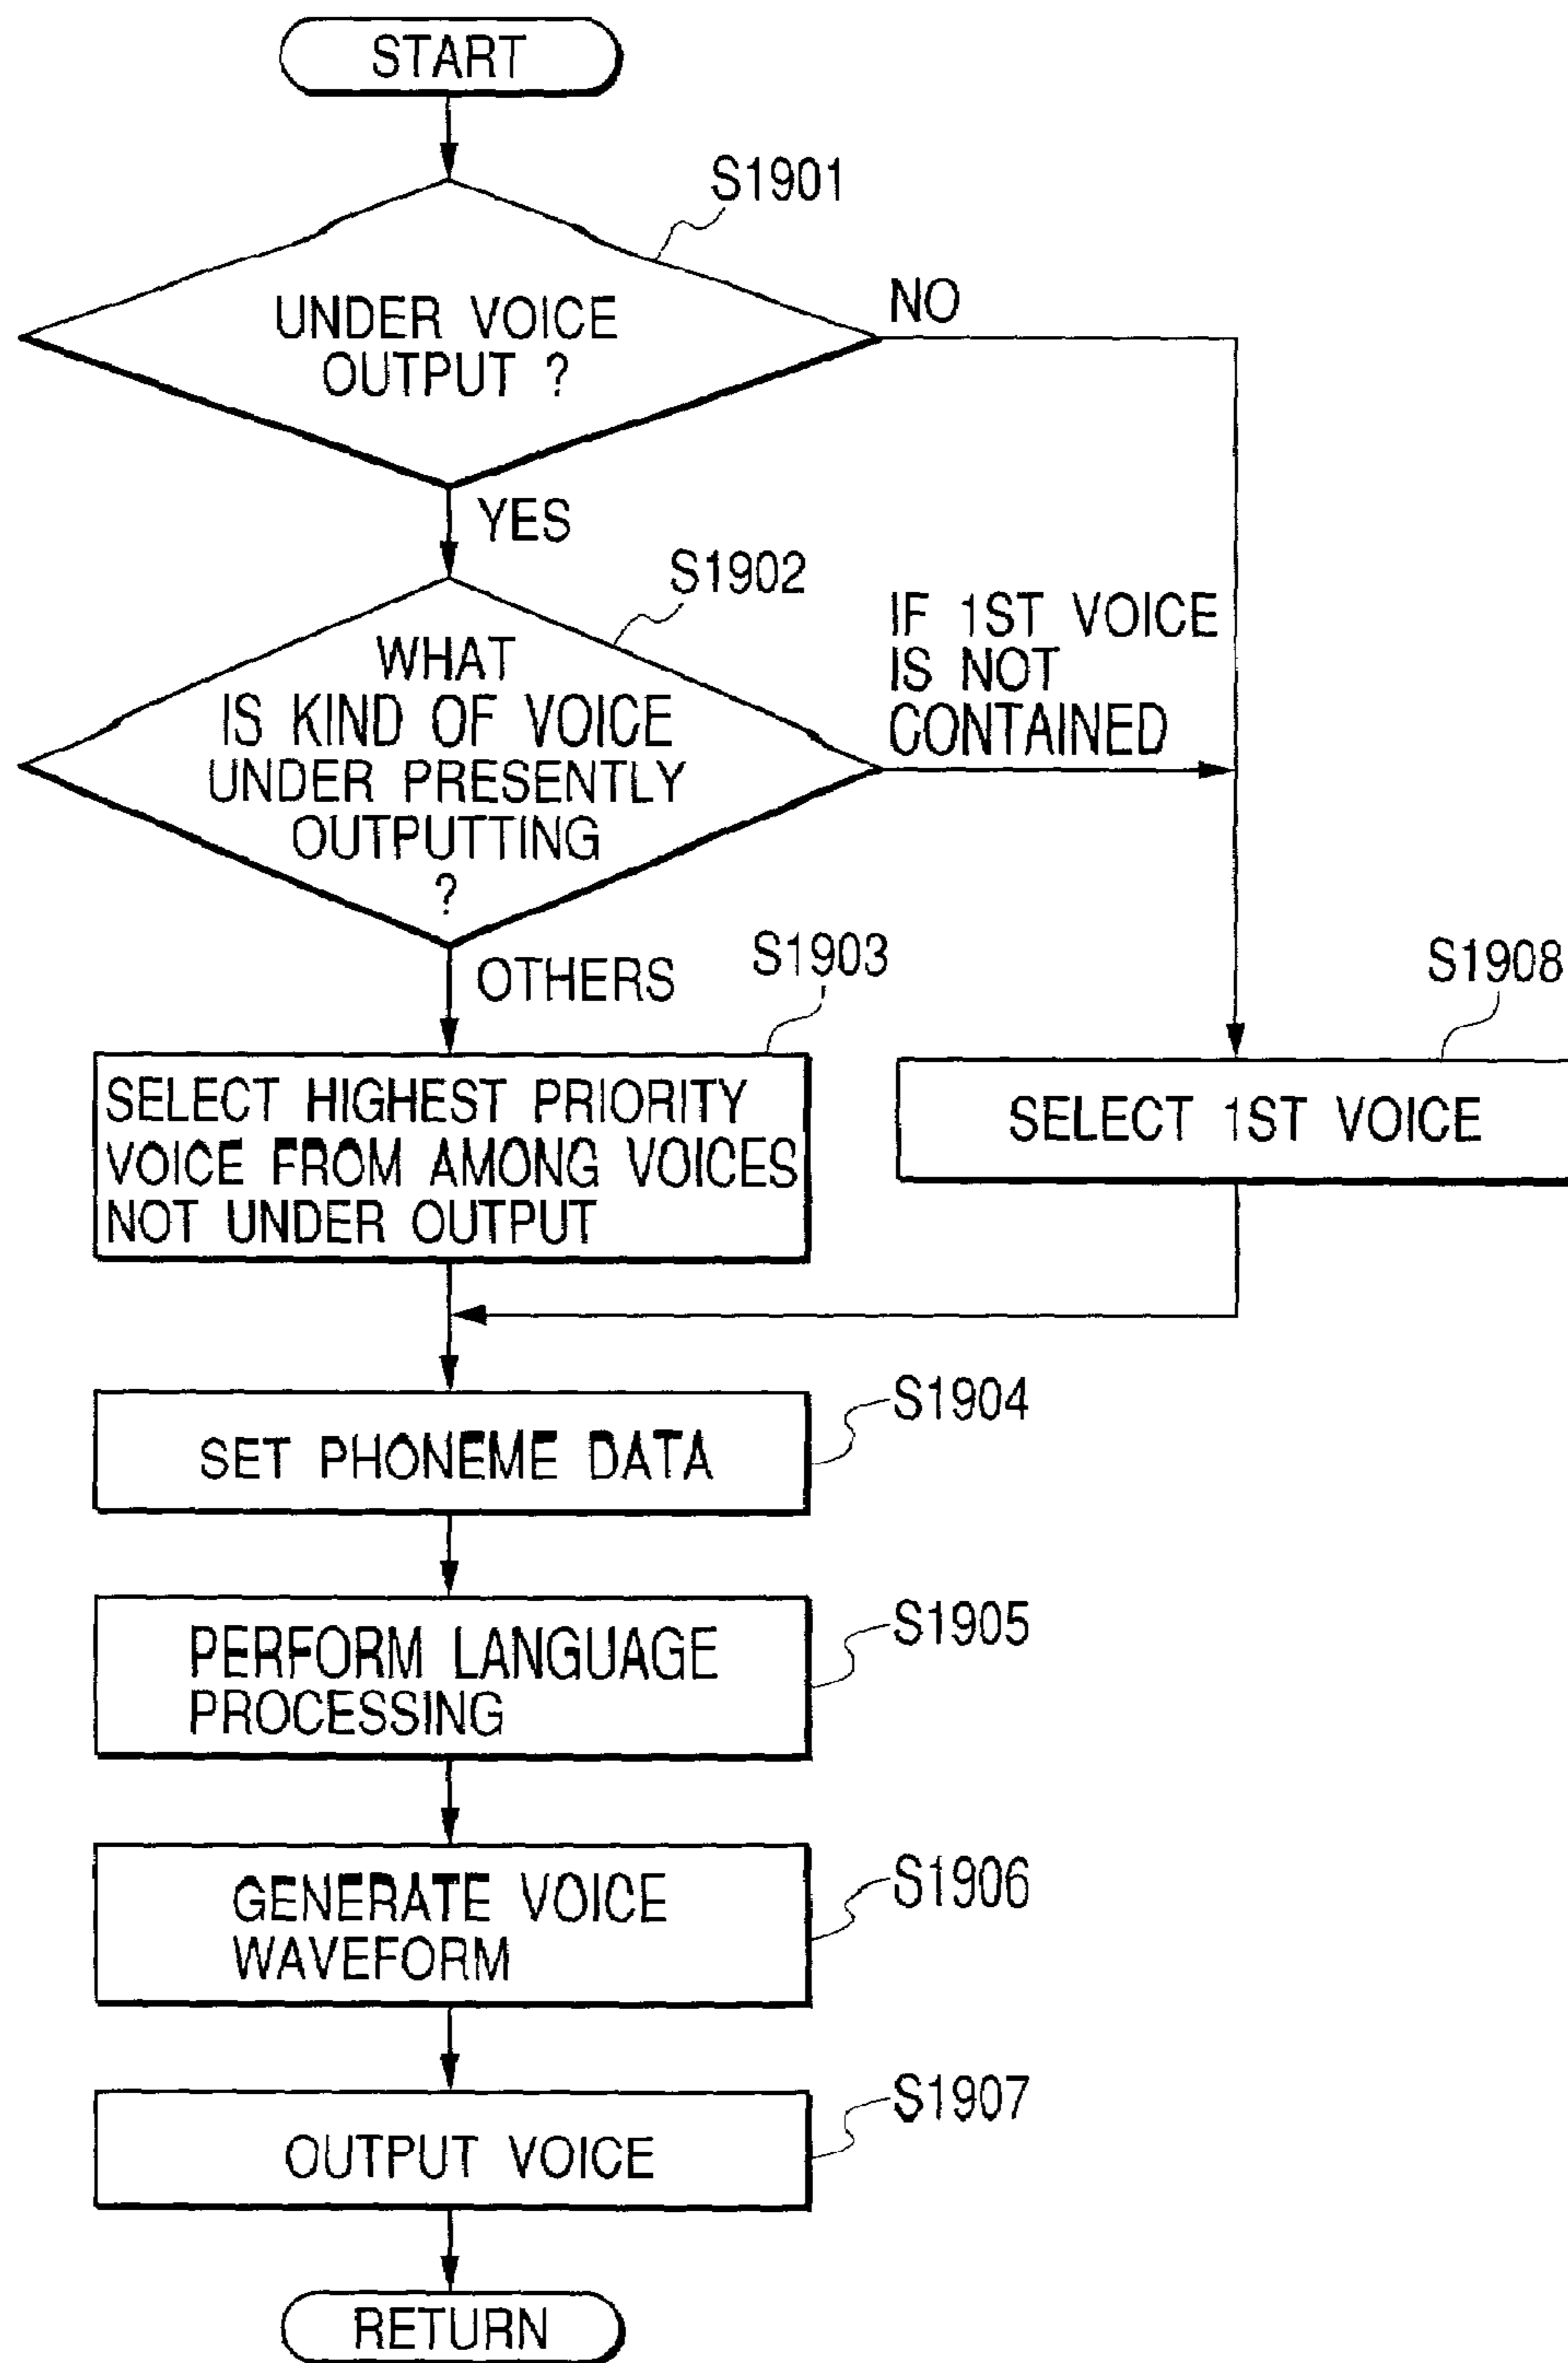 START
S1901
UNDER VOICE
OUTPUT ?
NO
YES
S1902
WHAT
IS KIND OF VOICE
UNDER PRESENTLY
OUTPUTTING
?
IF 1ST VOICE
IS NOT
CONTAINED
OTHERS
S1903
SELECT HIGHEST PRIORITY
VOICE FROM AMONG VOICES
NOT UNDER OUTPUT
S1908
SELECT 1ST VOICE
S1904
SET PHONEME DATA
S1905
PERFORM LANGUAGE
PROCESSING
S1906
GENERATE VOICE
WAVEFORM
S1907
OUTPUT VOICE
RETURN